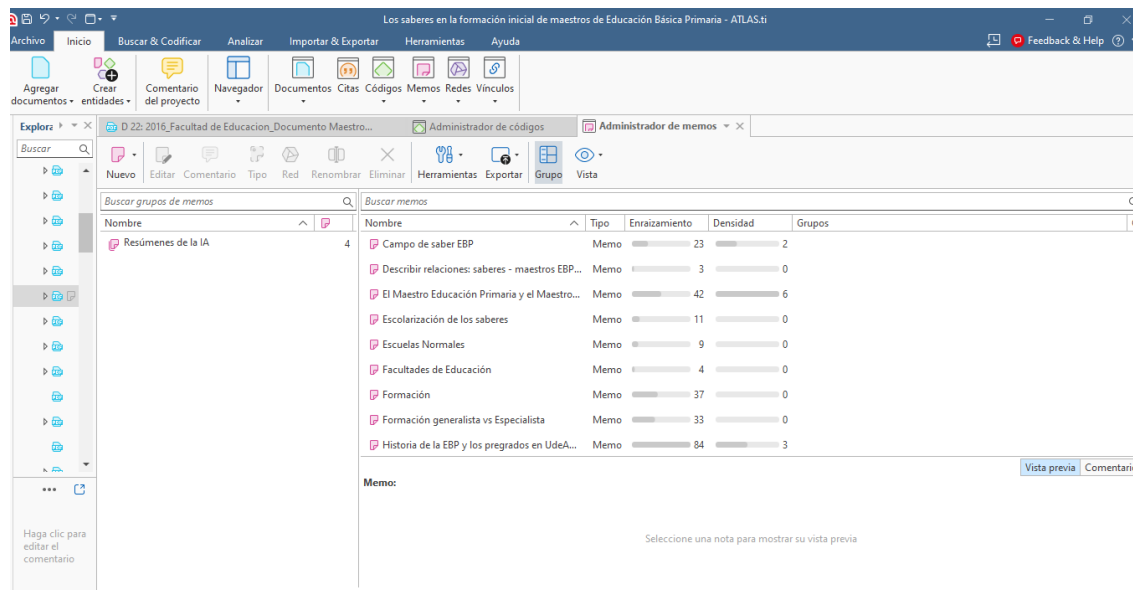 Los saberes en la formación inicial de maestros de Educación Básica Primaria - ATLAS.ti
Archivo Inicio Buscar & Codificar Analizar Importar & Exportar Herramientas Ayuda Feedback & Help
Agregar documentos
Crear entidades
Comentario del proyecto
Navegador
Documentos Citas Códigos Memos Redes Vínculos
Explora
D 22: 2016_Facultad de Educacion_Documento Maestro...
Administrador de códigos
Administrador de memos
Buscar
Nuevo Editar Comentario Tipo Red Renombrar Eliminar Herramientas Exportar Grupo Vista
Buscar grupos de memos
Buscar memos
Nombre
Resúmenes de la IA 4
Nombre Tipo Enraizamiento Densidad Grupos
Campo de saber EBP Memo 23 2
Describir relaciones: saberes - maestros EBP... Memo 3 0
El Maestro Educación Primaria y el Maestro... Memo 42 6
Escolarización de los saberes Memo 11 0
Escuelas Normales Memo 9 0
Facultades de Educación Memo 4 0
Formación Memo 37 0
Formación generalista vs Especialista Memo 33 0
Historia de la EBP y los pregrados en UdeA... Memo 84 3
Vista previa Comentari
Memo:
Seleccione una nota para mostrar su vista previa
Haga clic para
editar el
comentario